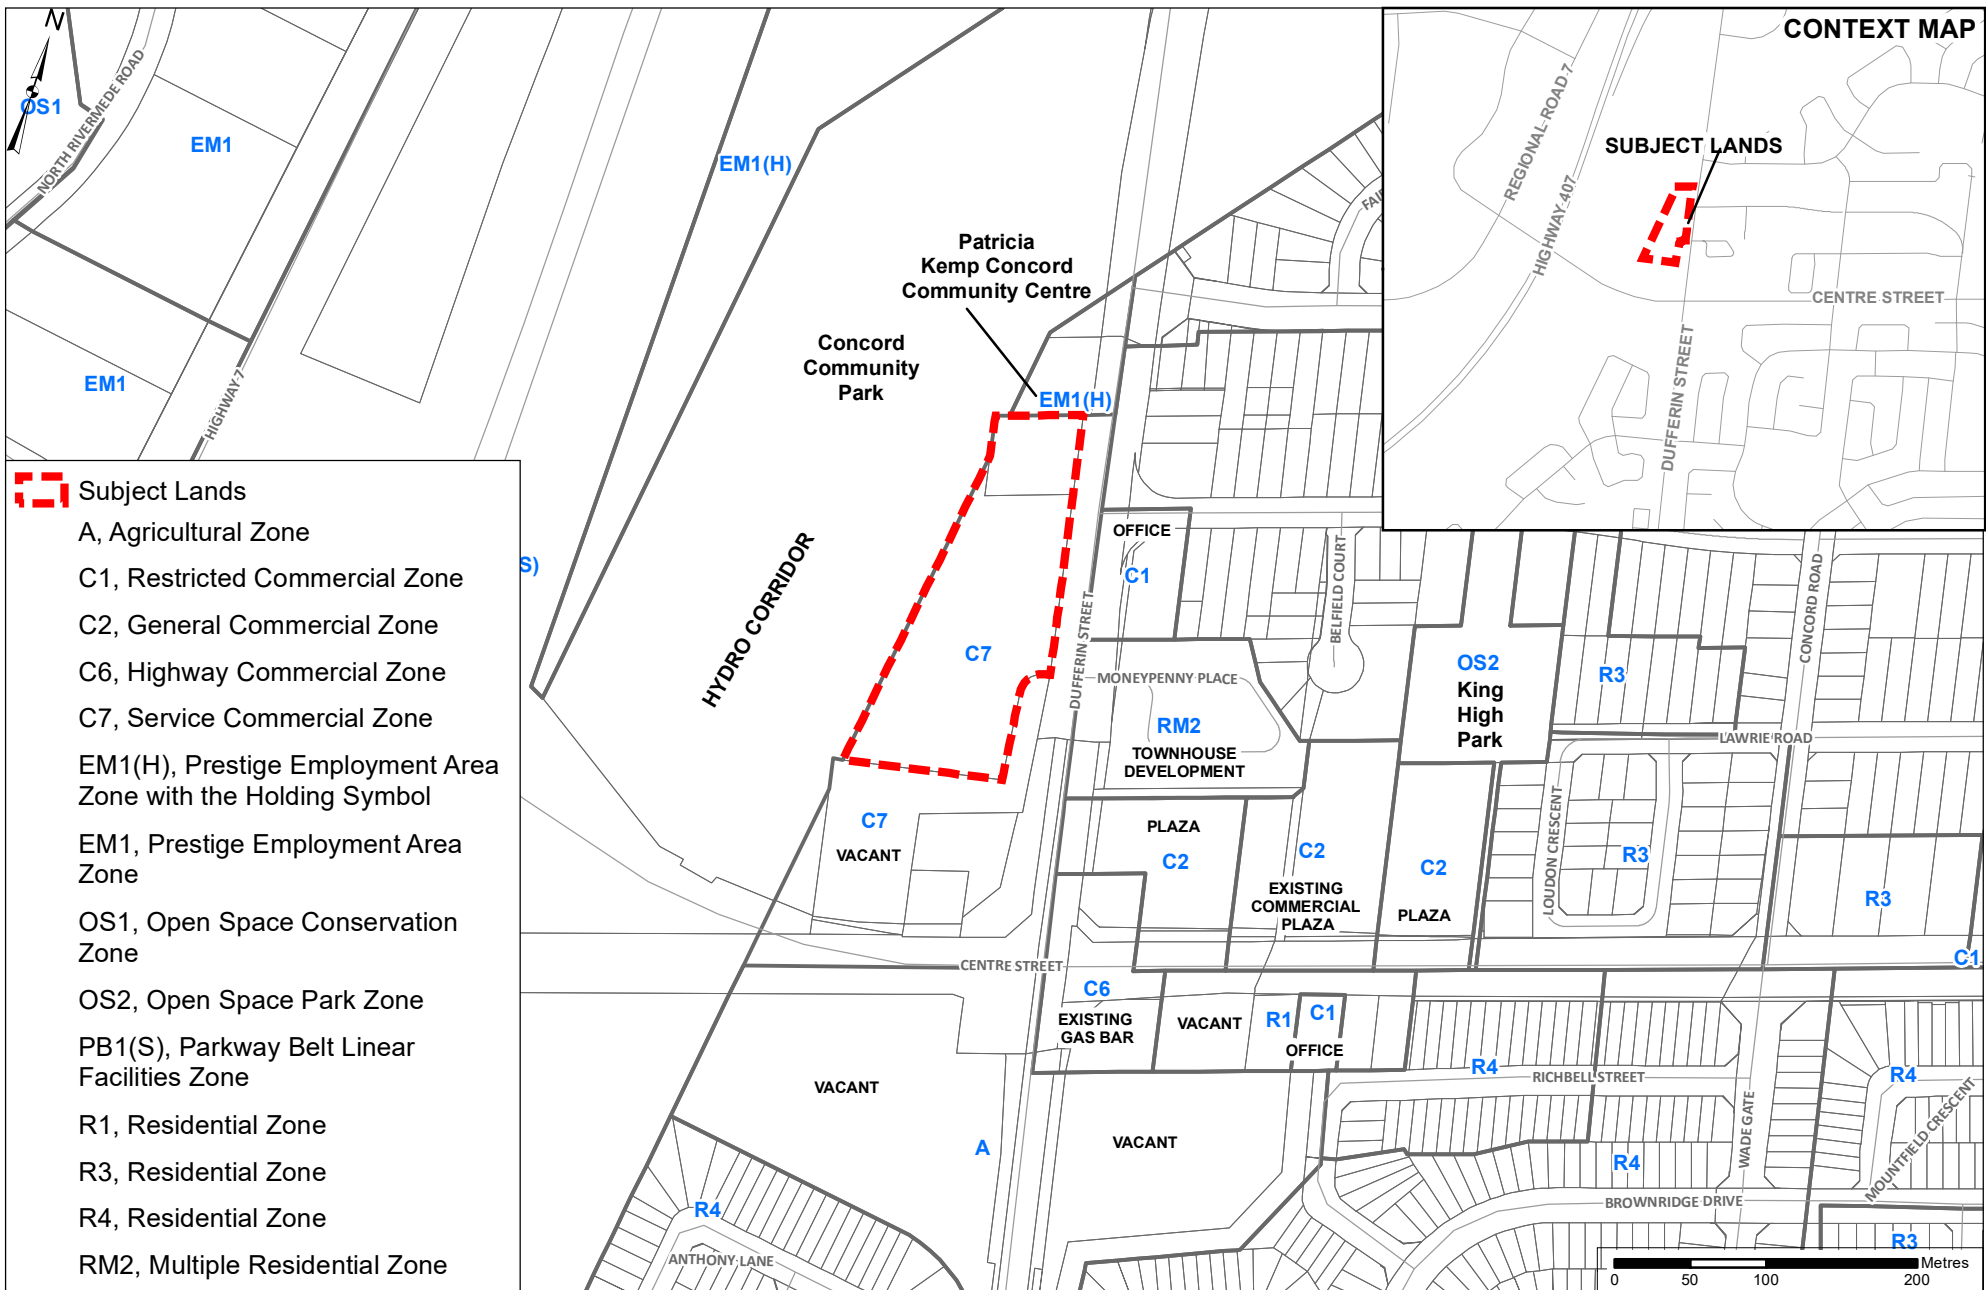 N
OS1
NORTH RIVERMEDE ROAD
EM1
EM1
HIGHWAY 7
EM1(H)
Patricia
Kemp Concord
Community Centre
Concord
Community
Park
EM1(H)
HYDRO CORRIDOR
S)
C7
DUFFERIN STREET
OFFICE
C1
BELFIELD COURT
MONEYPENNY PLACE
RM2
TOWNHOUSE
DEVELOPMENT
OS2
King
High
Park
R3
CONCORD ROAD
LAWRIE ROAD
C7
VACANT
PLAZA
C2
C2
EXISTING
COMMERCIAL
PLAZA
C2
PLAZA
LOUDON CRESCENT
R3
R3
C1
CENTRE STREET
C6
EXISTING
GAS BAR
VACANT
R1
C1
OFFICE
R4
RICHBELL STREET
WADE GATE
R4
MOUNTFIELD CRESCENT
VACANT
A
VACANT
R4
BROWNRIDGE DRIVE
R3
R4
ANTHONY LANE
CONTEXT MAP
REGIONAL ROAD 7
HIGHWAY 407
SUBJECT LANDS
CENTRE STREET
DUFFERIN STREET
Subject Lands
A, Agricultural Zone
C1, Restricted Commercial Zone
C2, General Commercial Zone
C6, Highway Commercial Zone
C7, Service Commercial Zone
EM1(H), Prestige Employment Area
Zone with the Holding Symbol
EM1, Prestige Employment Area
Zone
OS1, Open Space Conservation
Zone
OS2, Open Space Park Zone
PB1(S), Parkway Belt Linear
Facilities Zone
R1, Residential Zone
R3, Residential Zone
R4, Residential Zone
RM2, Multiple Residential Zone
Metres
0 50 100 200